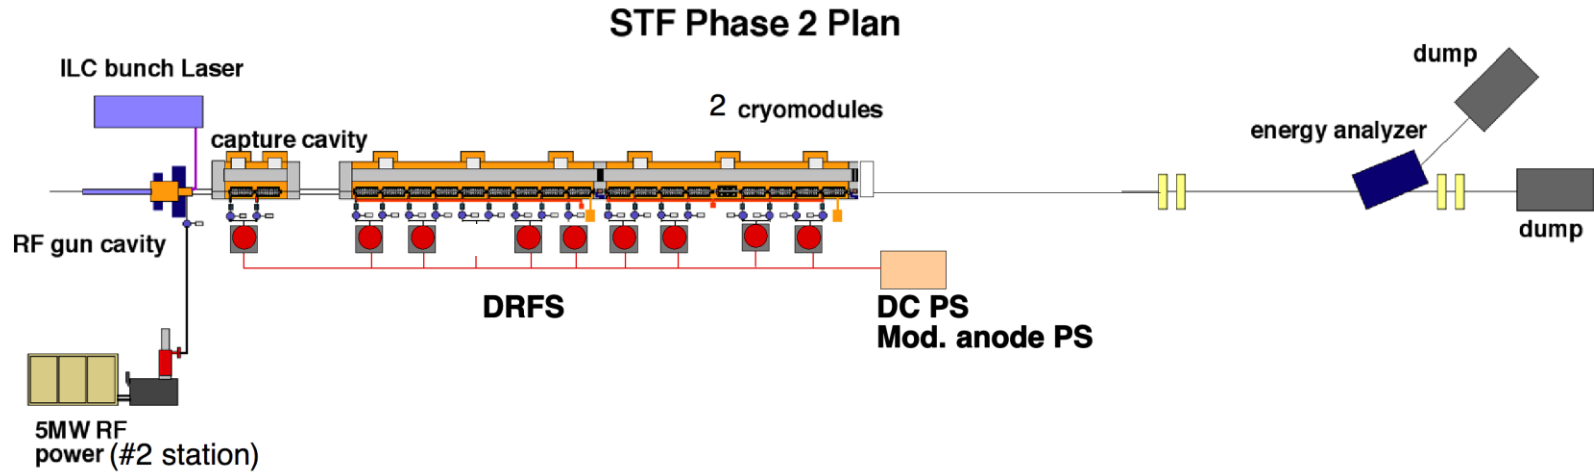 STF Phase 2 Plan
ILC bunch Laser
dump
2 cryomodules
capture cavity
energy analyzer
RF gun cavity
dump
DRFS
DC PS
Mod. anode PS
5MW RF
power (#2 station)